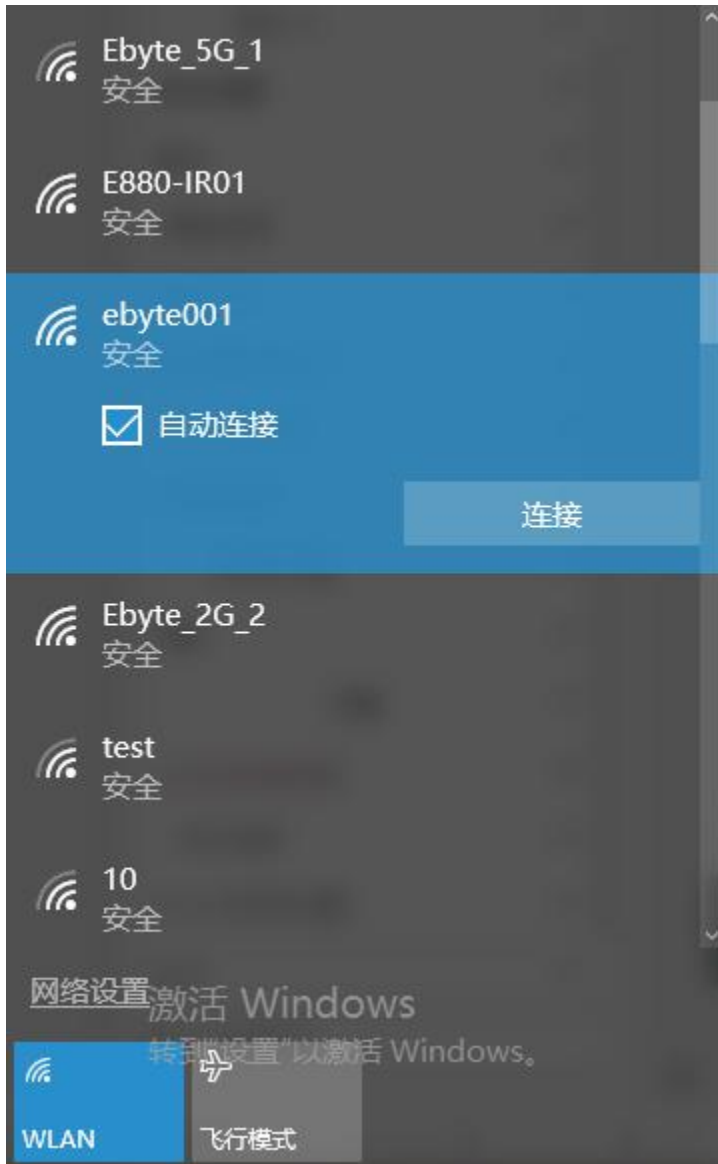 Ebyte_5G_1
安全
E880-IR01
安全
ebyte001
安全
自动连接
连接
Ebyte_2G_2
安全
test
安全
10
安全
网络设置
激活 Windows
转到"设置"以激活 Windows。
WLAN
飞行模式